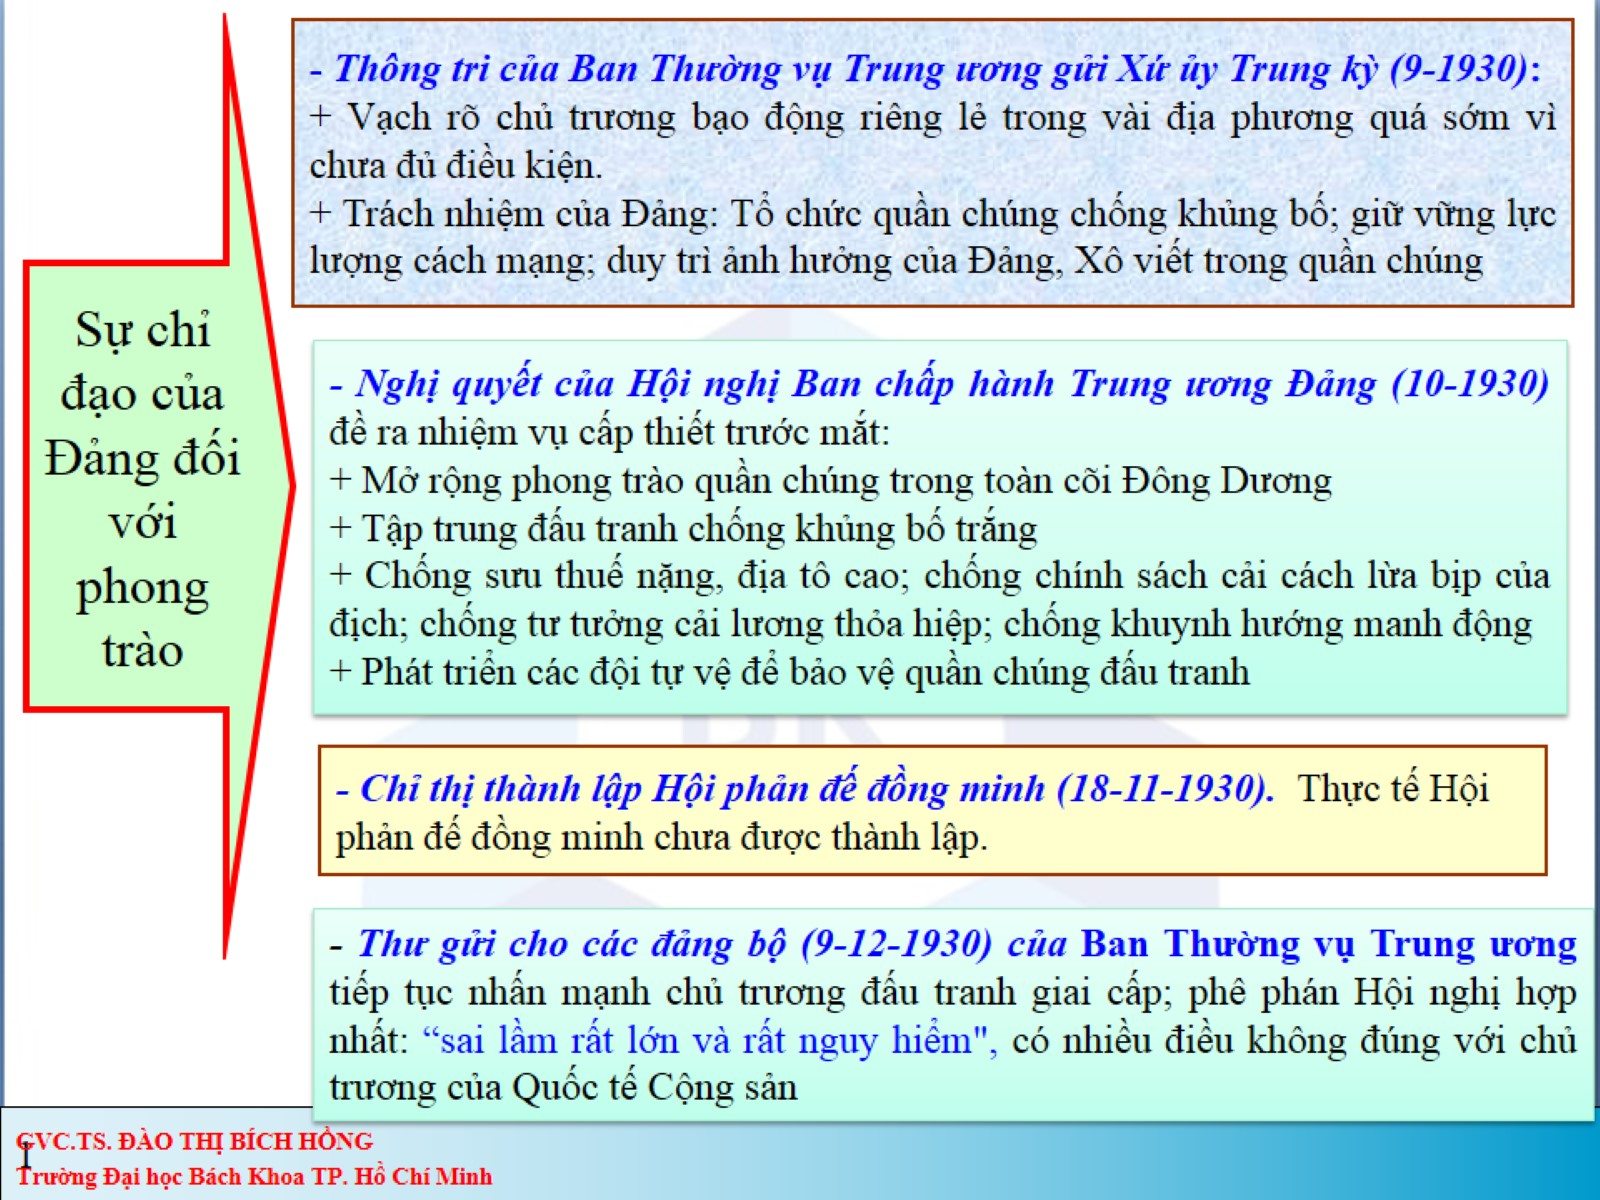 - Thông tri của Ban Thường vụ Trung ương gửi Xứ ủy Trung kỳ (9-1930):
+ Vạch rõ chủ trương bạo động riêng lẻ trong vài địa phương quá sớm vì
chưa đủ điều kiện.
+ Trách nhiệm của Đảng: Tổ chức quần chúng chống khủng bố; giữ vững lực
lượng cách mạng; duy trì ảnh hưởng của Đảng, Xô viết trong quần chúng
Sự chỉ
đạo của
Đảng đối
với
phong
trào
- Nghị quyết của Hội nghị Ban chấp hành Trung ương Đảng (10-1930)
đề ra nhiệm vụ cấp thiết trước mắt:
+ Mở rộng phong trào quần chúng trong toàn cõi Đông Dương
+ Tập trung đấu tranh chống khủng bố trắng
+ Chống sưu thuế nặng, địa tô cao; chống chính sách cải cách lừa bịp của
địch; chống tư tưởng cải lương thỏa hiệp; chống khuynh hướng manh động
+ Phát triển các đội tự vệ để bảo vệ quần chúng đấu tranh
- Chỉ thị thành lập Hội phản đế đồng minh (18-11-1930). Thực tế Hội
phản đế đồng minh chưa được thành lập.
- Thư gửi cho các đảng bộ (9-12-1930) của Ban Thường vụ Trung ương
tiếp tục nhấn mạnh chủ trương đấu tranh giai cấp; phê phán Hội nghị hợp
nhất: “sai lầm rất lớn và rất nguy hiểm", có nhiều điều không đúng với chủ
trương của Quốc tế Cộng sản
GVC.TS. ĐÀO THỊ BÍCH HỒNG
1
Trường Đại học Bách Khoa TP. Hồ Chí Minh